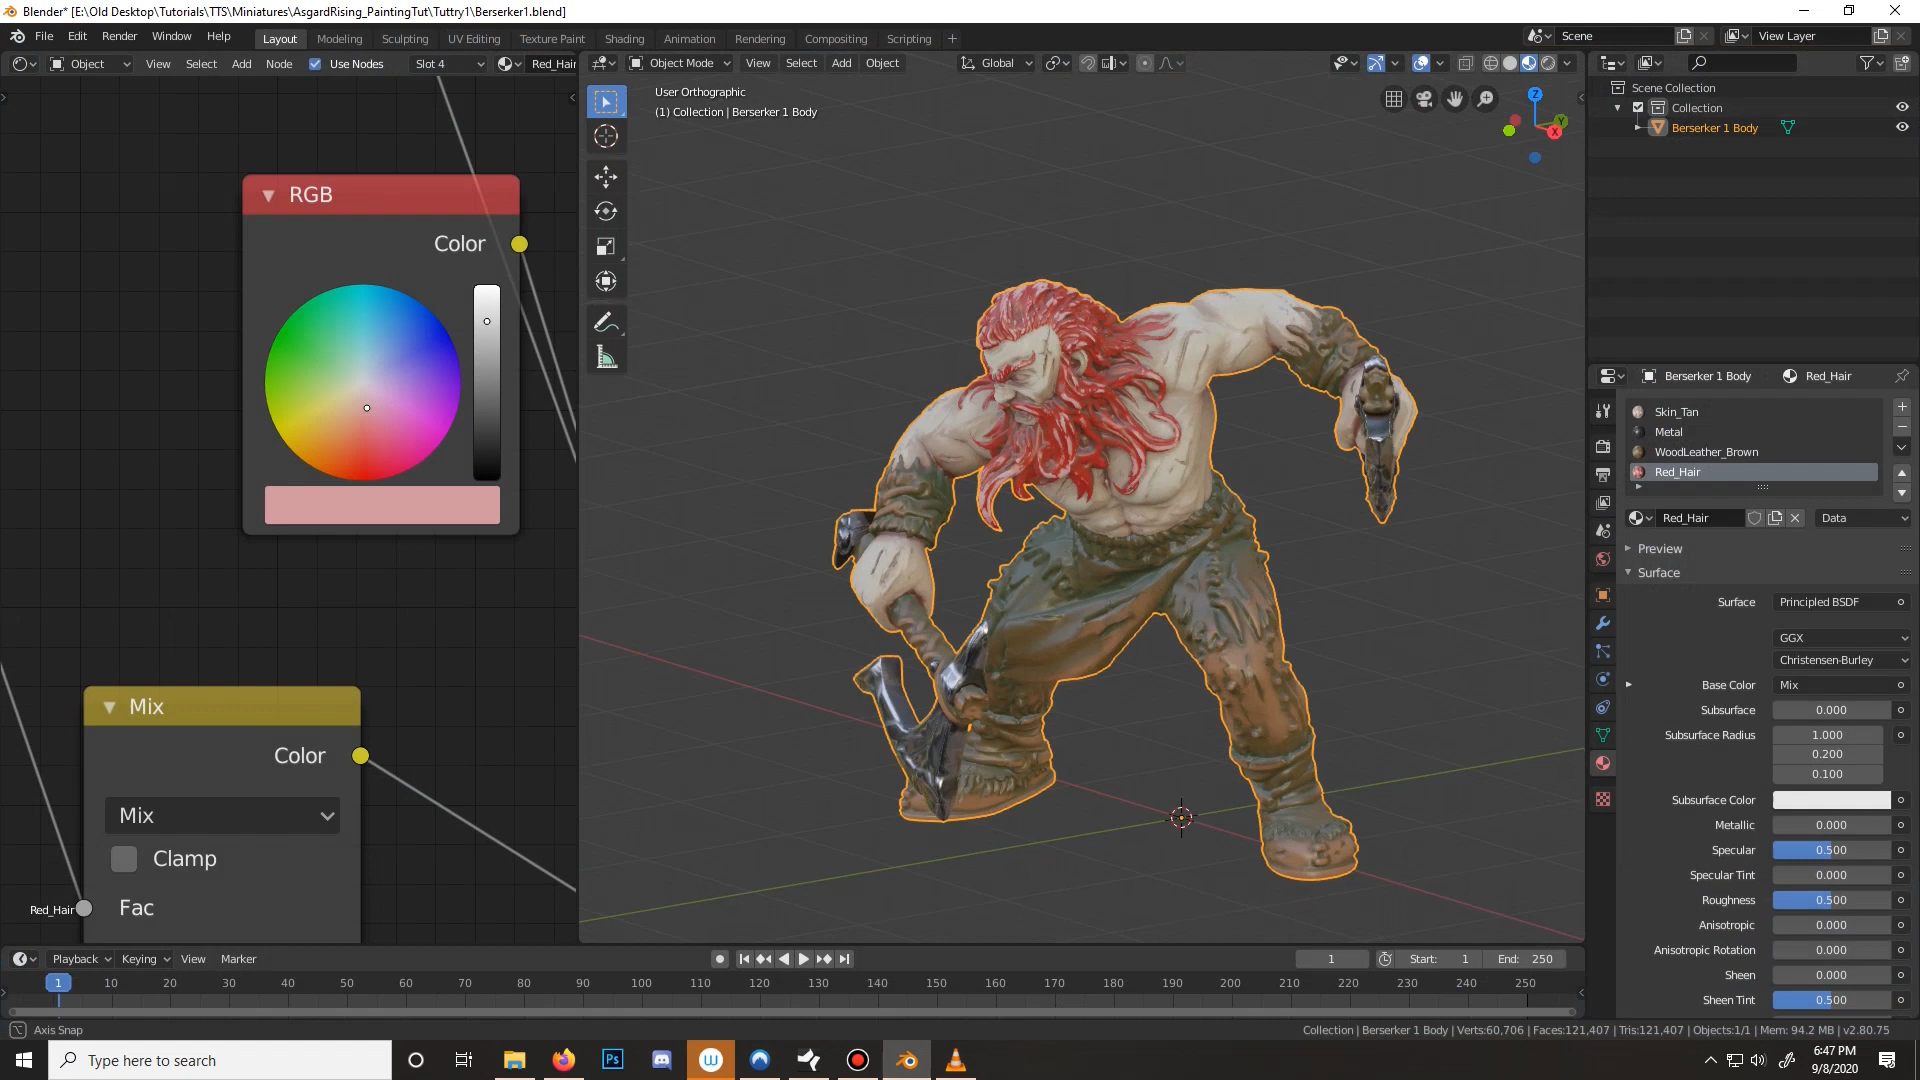 Blender* [E:\Old Desktop\Tutorials\TTS\Miniatures\AsgardRising_PaintingTut\Tuttry1\Berserker1.blend]
File Edit Render Window Help Layout Modeling Sculpting UV Editing Texture Paint Shading Animation Rendering Compositing Scripting + Scene View Layer
Object View Select Add Node Use Nodes Slot 4 Red_Hair
Object Mode View Select Add Object Global
User Orthographic
(1) Collection | Berserker 1 Body
Z
Y
X
RGB
Color
Mix
Color
Mix
Clamp
Red_Hair Fac
Scene Collection
Collection
Berserker 1 Body
Berserker 1 Body Red_Hair
Skin_Tan
Metal
WoodLeather_Brown
Red_Hair
Red_Hair Data
Preview
Surface
Surface Principled BSDF
GGX
Christensen-Burley
Base Color Mix
Subsurface 0.000
Subsurface Radius 1.000
0.200
0.100
Subsurface Color
Metallic 0.000
Specular 0.500
Specular Tint 0.000
Roughness 0.500
Anisotropic 0.000
Anisotropic Rotation 0.000
Sheen 0.000
Sheen Tint 0.500
Playback Keying View Marker 1 Start: 1 End: 250
1 10 20 30 40 50 60 70 80 90 100 110 120 130 140 150 160 170 180 190 200 210 220 230 240 250
Axis Snap Collection | Berserker 1 Body | Verts:60,706 | Faces:121,407 | Tris:121,407 | Objects:1/1 | Mem: 94.2 MB | v2.80.75
Type here to search Ps W 6:47 PM
9/8/2020